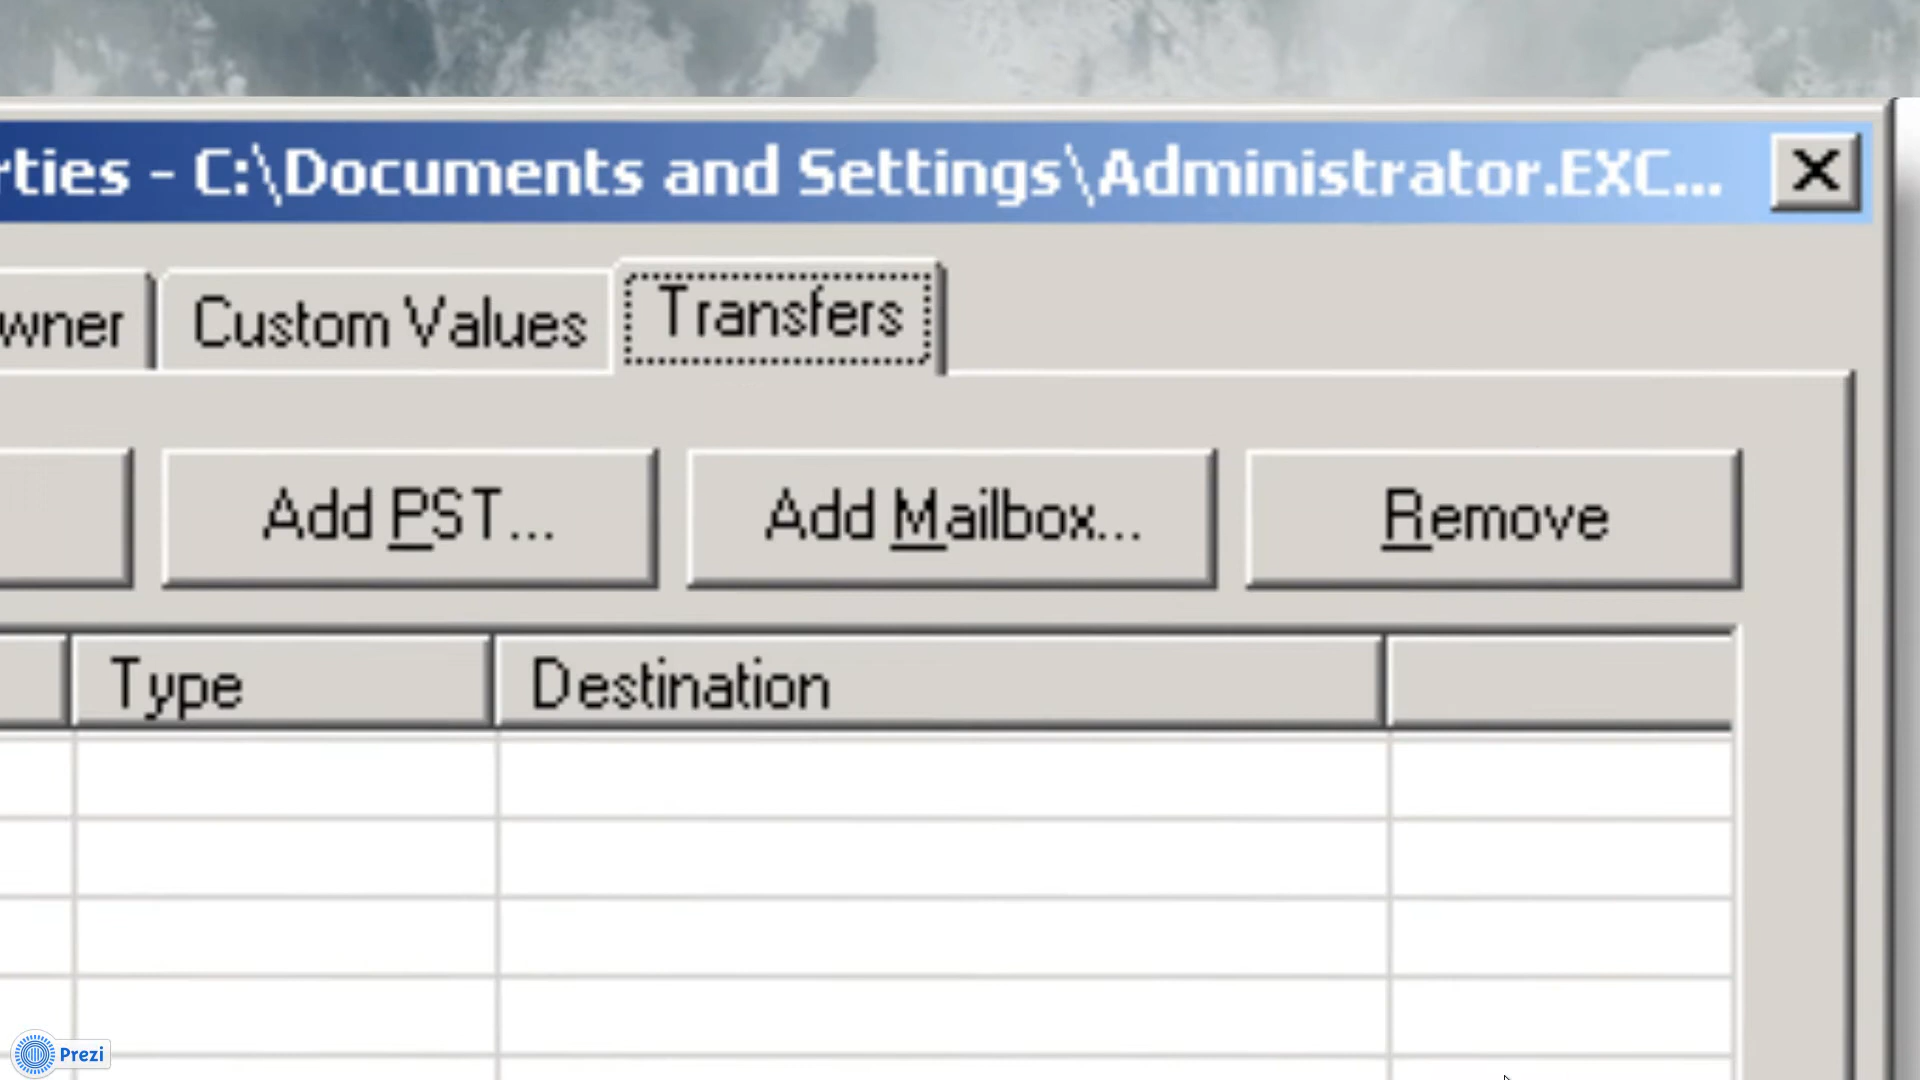 rties - C:\Documents and Settings\Administrator.EXC...
wner Custom Values Transfers
Add PST... Add Mailbox... Remove
Type Destination
Prezi